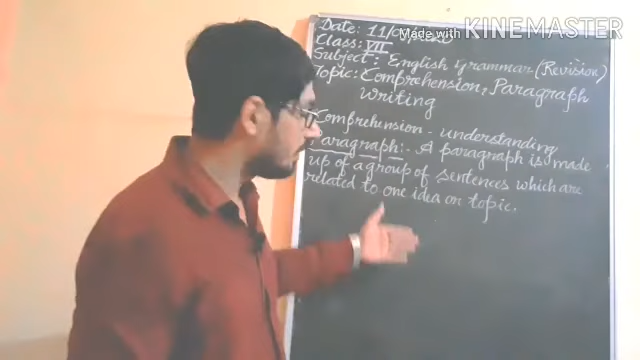 Made with KINEMASTER
Date: 11/
Class: VII
Subject: English Grammar (Revision)
Topic: Comprehension, Paragraph
Writing
Comprehension - understanding
Paragraph:- A paragraph is made
up of a group of sentences which are
related to one idea on topic.